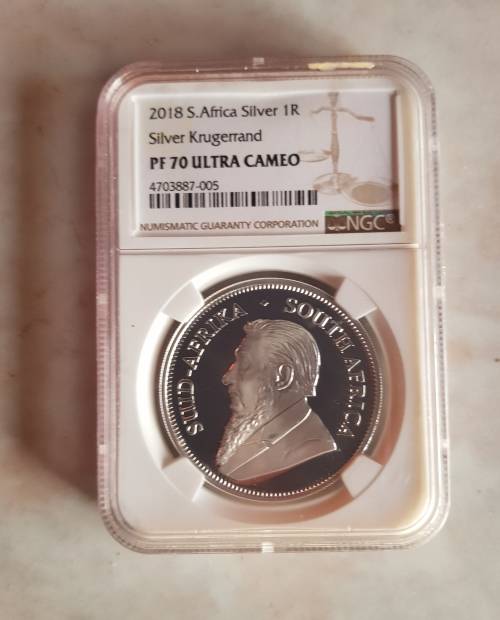 2018 S.Africa Silver 1R
Silver Krugerrand
PF 70 ULTRA CAMEO
4703887-005
NUMISMATIC GUARANTY CORPORATION
NGC
SUID-AFRIKA · SOUTH AFRICA